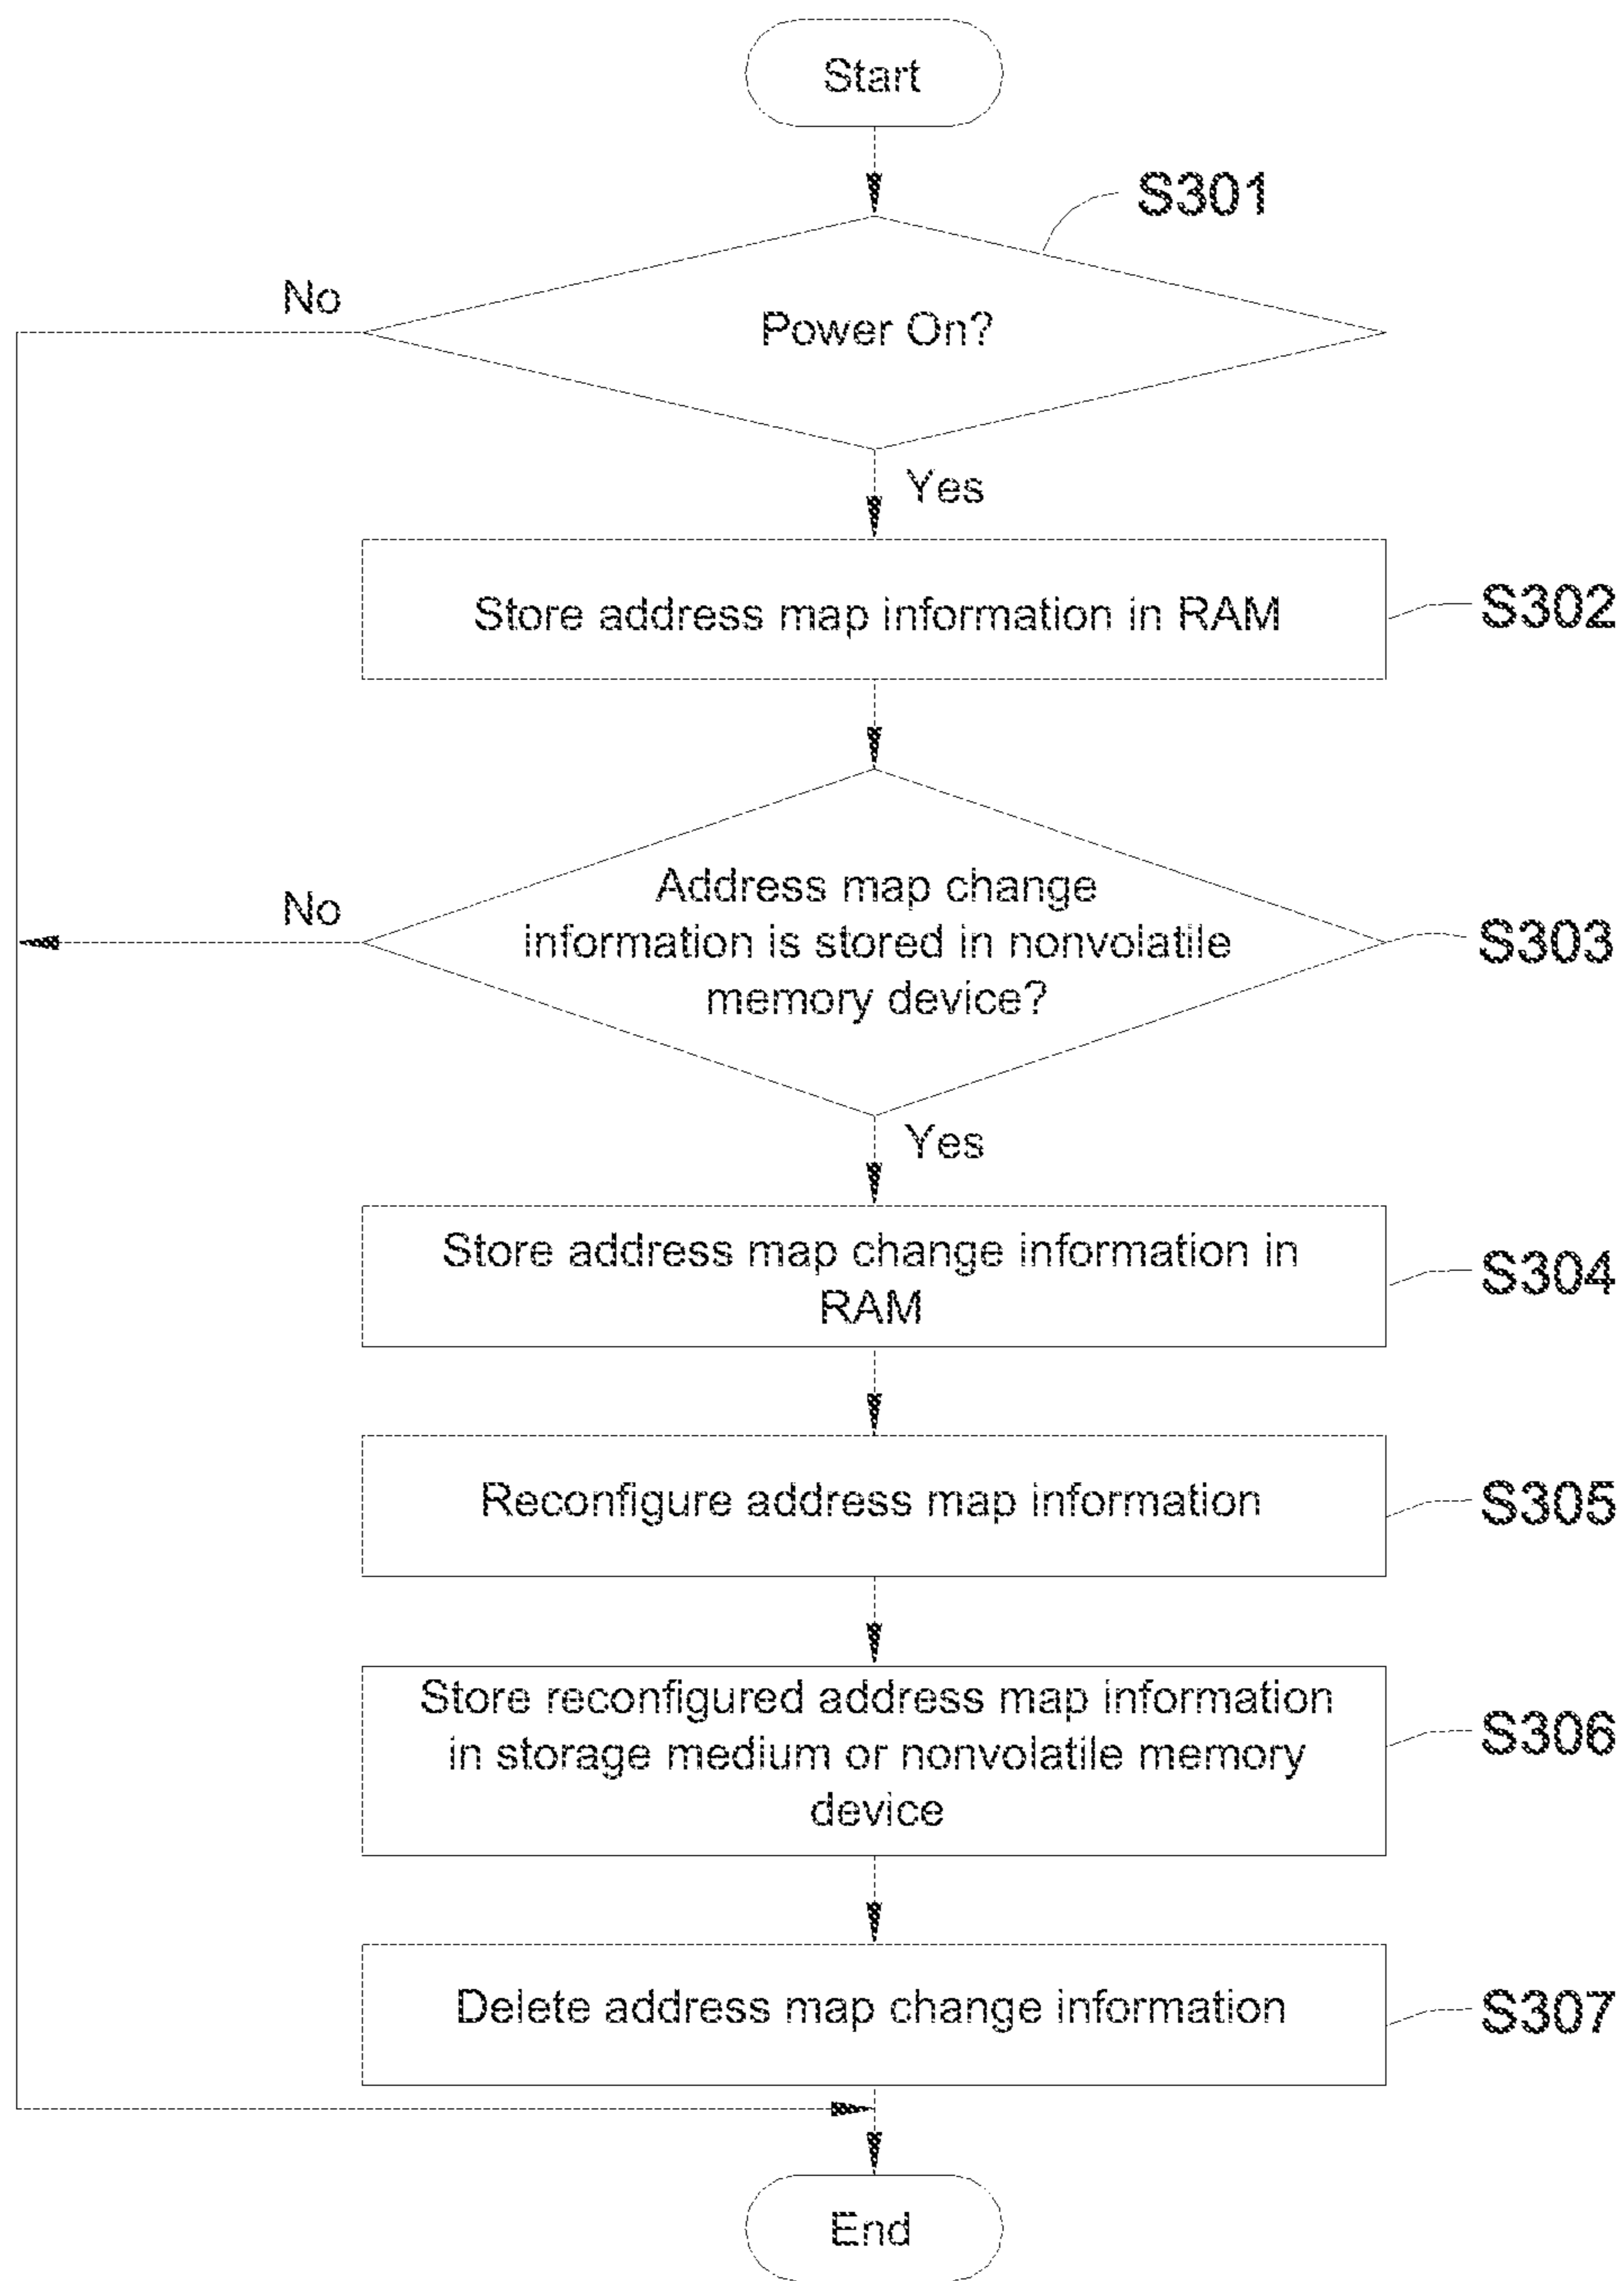 Start
S301
No
Power On?
Yes
Store address map information in RAM
S302
Address map change
No
information is stored in nonvolatile
S303
memory device?
Yes
Store address map change information in
RAM
S304
Reconfigure address map information
S305
Store reconfigured address map information
in storage medium or nonvolatile memory
device
S306
Delete address map change information
S307
End